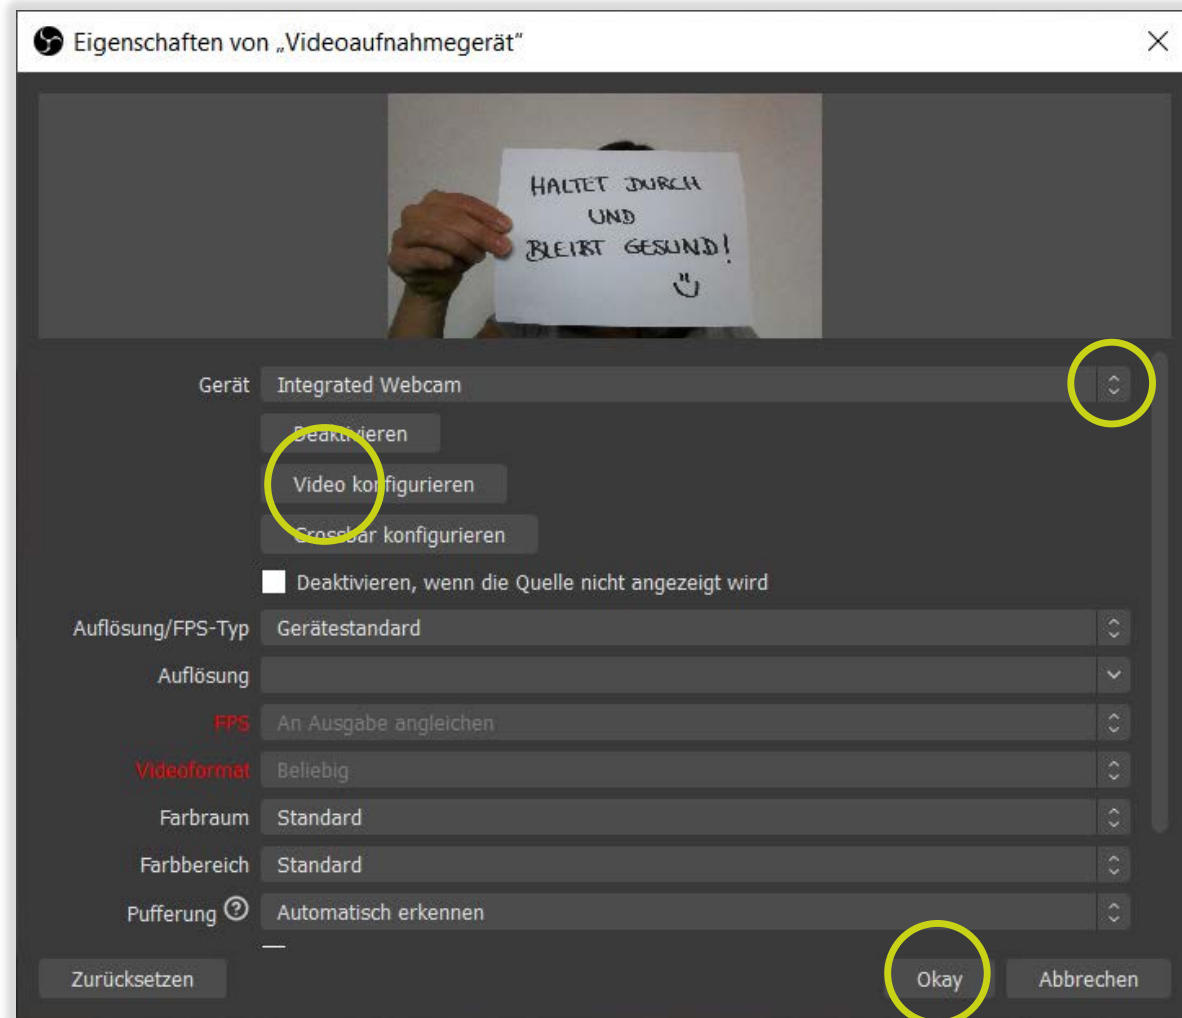 Eigenschaften von „Videoaufnahmegerät“
HALTET DURCH
UND
BLEIBT GESUND!
Gerät Integrated Webcam
Deaktivieren
Video konfigurieren
Crossbar konfigurieren
Deaktivieren, wenn die Quelle nicht angezeigt wird
Auflösung/FPS-Typ Gerätestandard
Auflösung
FPS An Ausgabe angleichen
Videoformat Beliebig
Farbraum Standard
Farbbereich Standard
Pufferung ? Automatisch erkennen
Zurücksetzen Okay Abbrechen